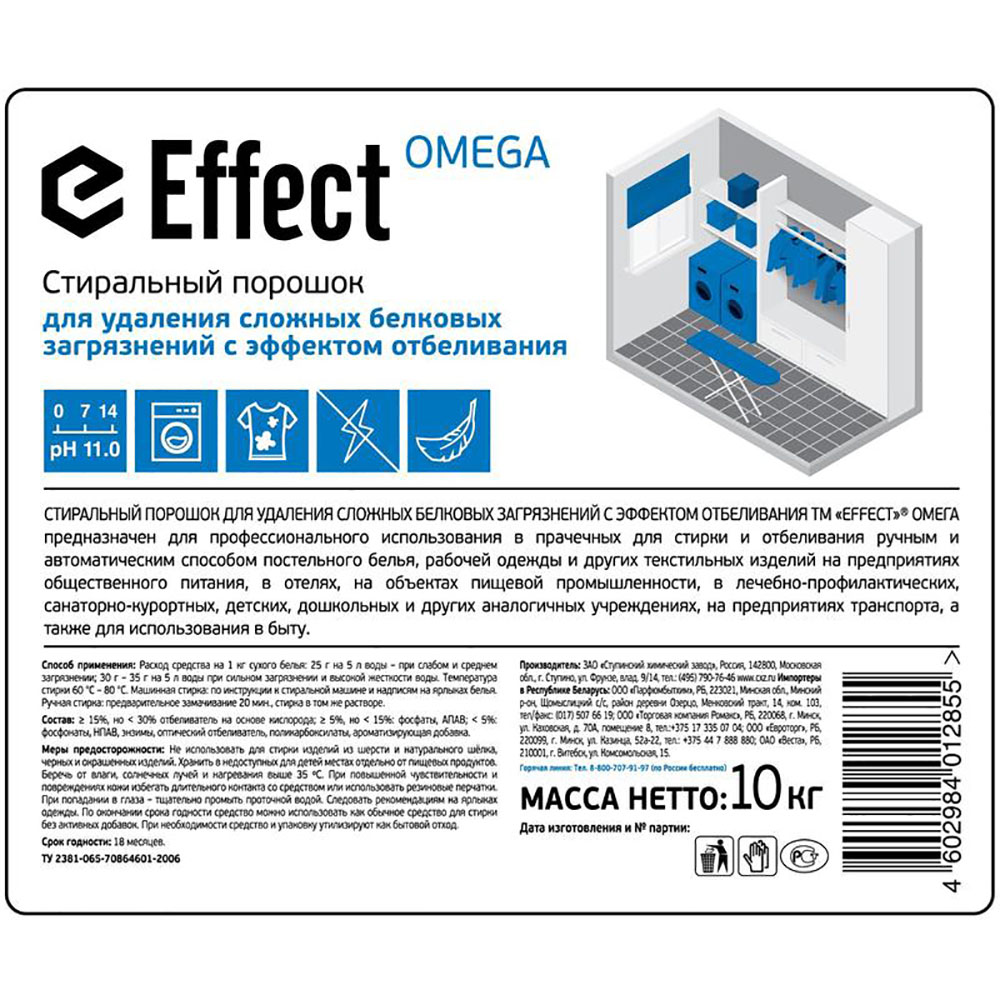 Effect OMEGA
Стиральный порошок
для удаления сложных белковых
загрязнений с эффектом отбеливания
0 7 14
pH 11.0
СТИРАЛЬНЫЙ ПОРОШОК ДЛЯ УДАЛЕНИЯ СЛОЖНЫХ БЕЛКОВЫХ ЗАГРЯЗНЕНИЙ С ЭФФЕКТОМ ОТБЕЛИВАНИЯ ТМ «EFFECT»® ОМЕГА
предназначен для профессионального использования в прачечных для стирки и отбеливания ручным и
автоматическим способом постельного белья, рабочей одежды и других текстильных изделий на предприятиях
общественного питания, в отелях, на объектах пищевой промышленности, в лечебно-профилактических,
санаторно-курортных, детских, дошкольных и других аналогичных учреждениях, на предприятиях транспорта, а
также для использования в быту.
Способ применения: Расход средства на 1 кг сухого белья: 25 г на 5 л воды – при слабом и среднем
загрязнении; 30 г – 35 г на 5 л воды при сильном загрязнении и высокой жесткости воды. Температура
стирки 60 °С – 80 °С. Машинная стирка: по инструкции к стиральной машине и надписям на ярлыках белья.
Ручная стирка: предварительное замачивание 20 мин., стирка в том же растворе.
Состав: ≥ 15%, но < 30% отбеливатель на основе кислорода; ≥ 5%, но < 15%: фосфаты, АПАВ; < 5%:
фосфонаты, НПАВ, энзимы, оптический отбеливатель, поликарбоксилаты, ароматизирующая добавка.
Меры предосторожности: Не использовать для стирки изделий из шерсти и натурального шёлка,
черных и окрашенных изделий. Хранить в недоступных для детей местах отдельно от пищевых продуктов.
Беречь от влаги, солнечных лучей и нагревания выше 35 °С. При повышенной чувствительности и
повреждениях кожи избегать длительного контакта со средством или использовать резиновые перчатки.
При попадании в глаза – тщательно промыть проточной водой. Следовать рекомендациям на ярлыках
одежды. По окончании срока годности средство можно использовать как обычное средство для стирки
без активных добавок. При необходимости средство и упаковку утилизируют как бытовой отход.
Срок годности: 18 месяцев.
ТУ 2381-065-70864601-2006
Производитель: ЗАО «Ступинский химический завод», Россия, 142800, Московская
обл., г. Ступино, ул. Фрунзе, влад. 9/14, тел.: (495) 790-76-46 www.cxz.ru Импортеры
в Республике Беларусь: ООО «Парфюмбытхим», РБ, 223021, Минская обл., Минский
р-он, Щомыслицкий с/с, район деревни Озерцо, Менковский тракт, 14, ком. 103,
тел/факс: (017) 507 66 19; ООО «Торговая компания Романс», РБ, 220068, г. Минск,
ул. Каховская, д. 70А, помещение 8, тел.:+375 17 335 07 04; ООО «Евроторг», РБ,
220099, г. Минск, ул. Казинца, 52а-22, тел.: +375 44 7 888 880; ОАО «Веста», РБ,
210001, г. Витебск, ул. Комсомольская, 15.
Горячая линия: Тел. 8-800-707-91-97 (по России бесплатно)
МАССА НЕТТО: 10 КГ
Дата изготовления и № партии:
РСТ
4 602984 012855 >